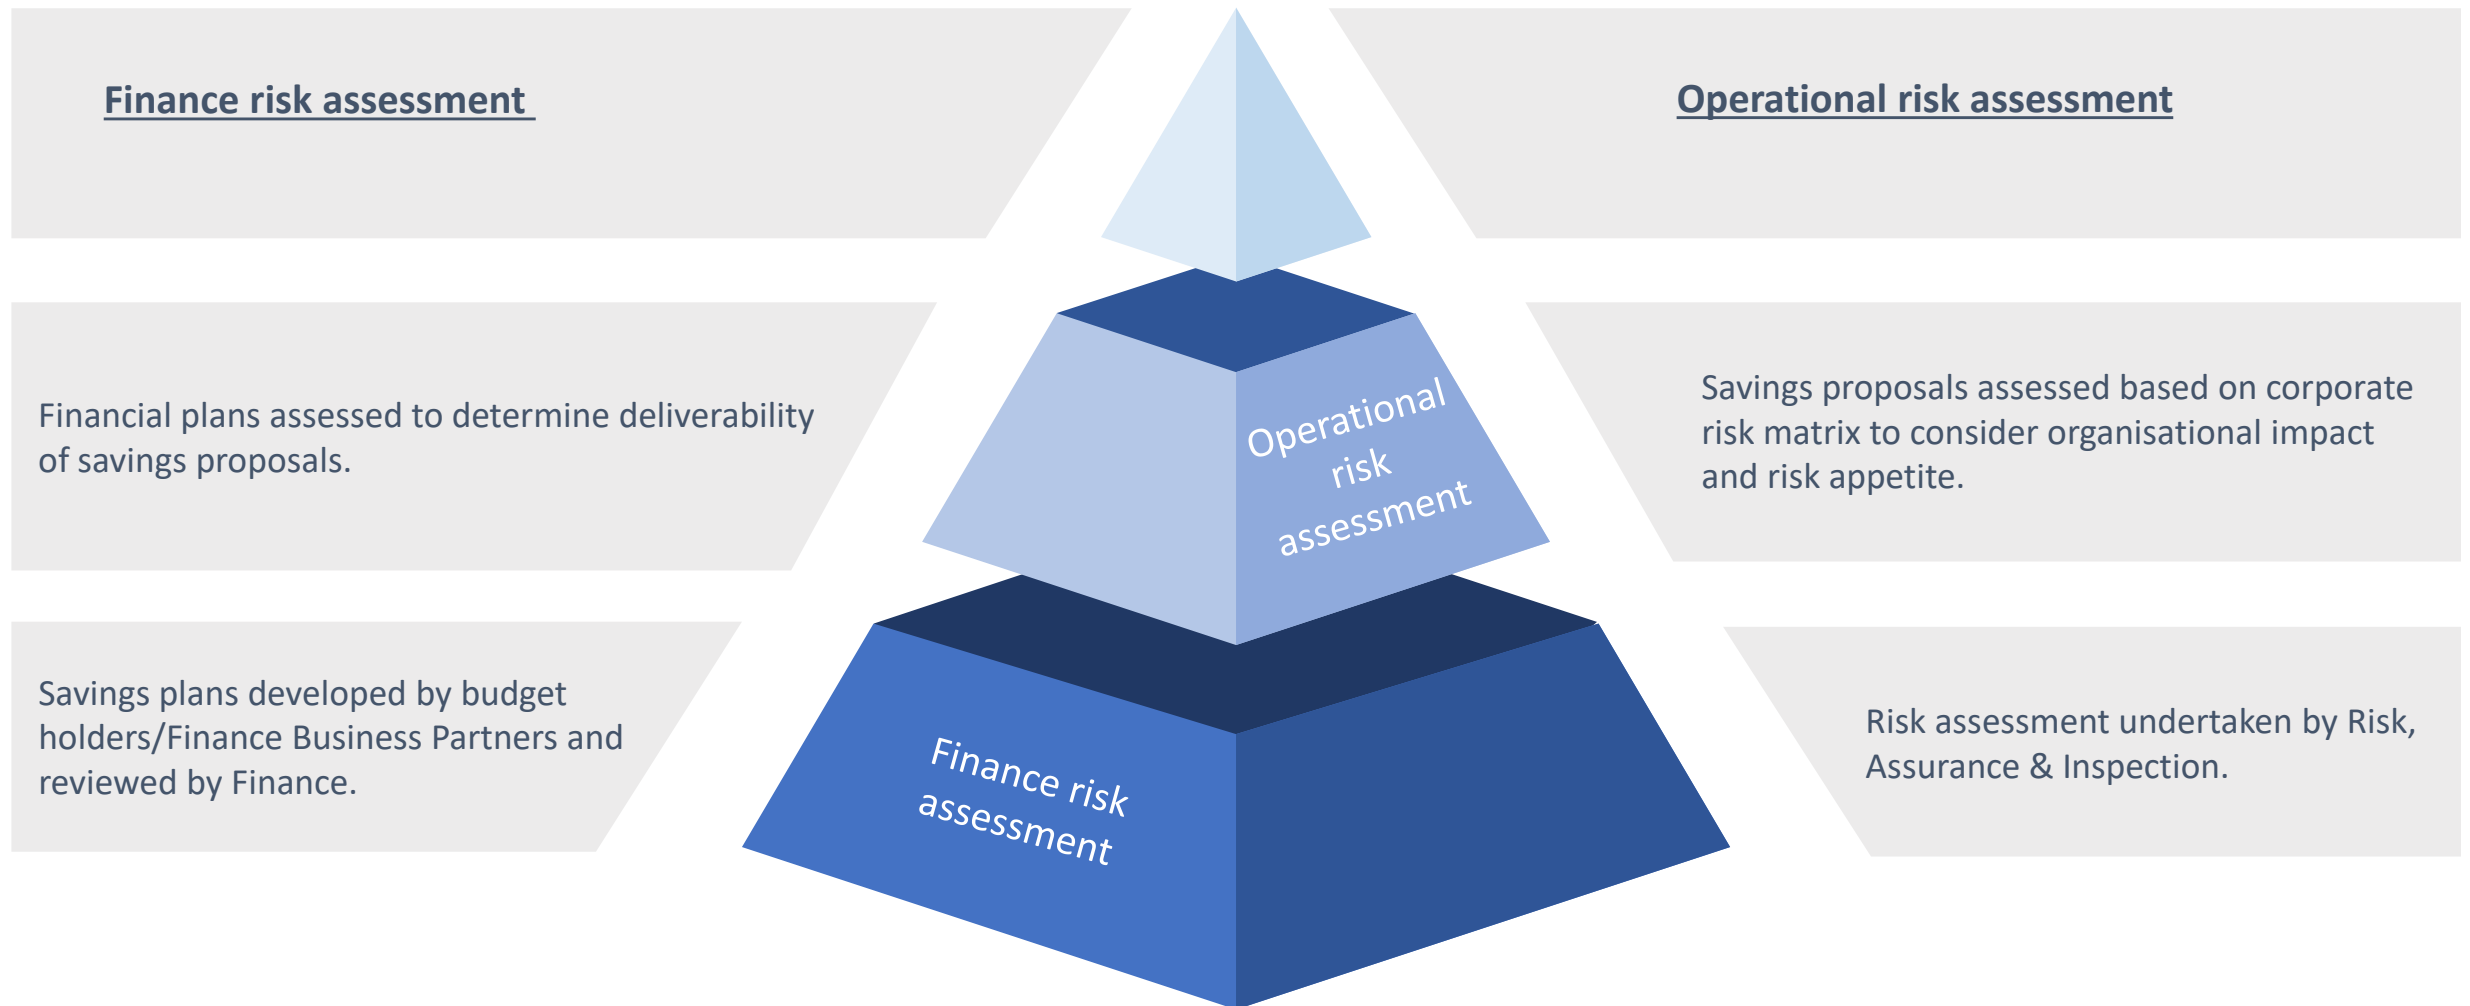 Finance risk assessment
Operational risk assessment
Financial plans assessed to determine deliverability
of savings proposals.
Operational
risk
assessment
Savings proposals assessed based on corporate
risk matrix to consider organisational impact
and risk appetite.
Savings plans developed by budget
holders/Finance Business Partners and
reviewed by Finance.
Finance risk
assessment
Risk assessment undertaken by Risk,
Assurance & Inspection.